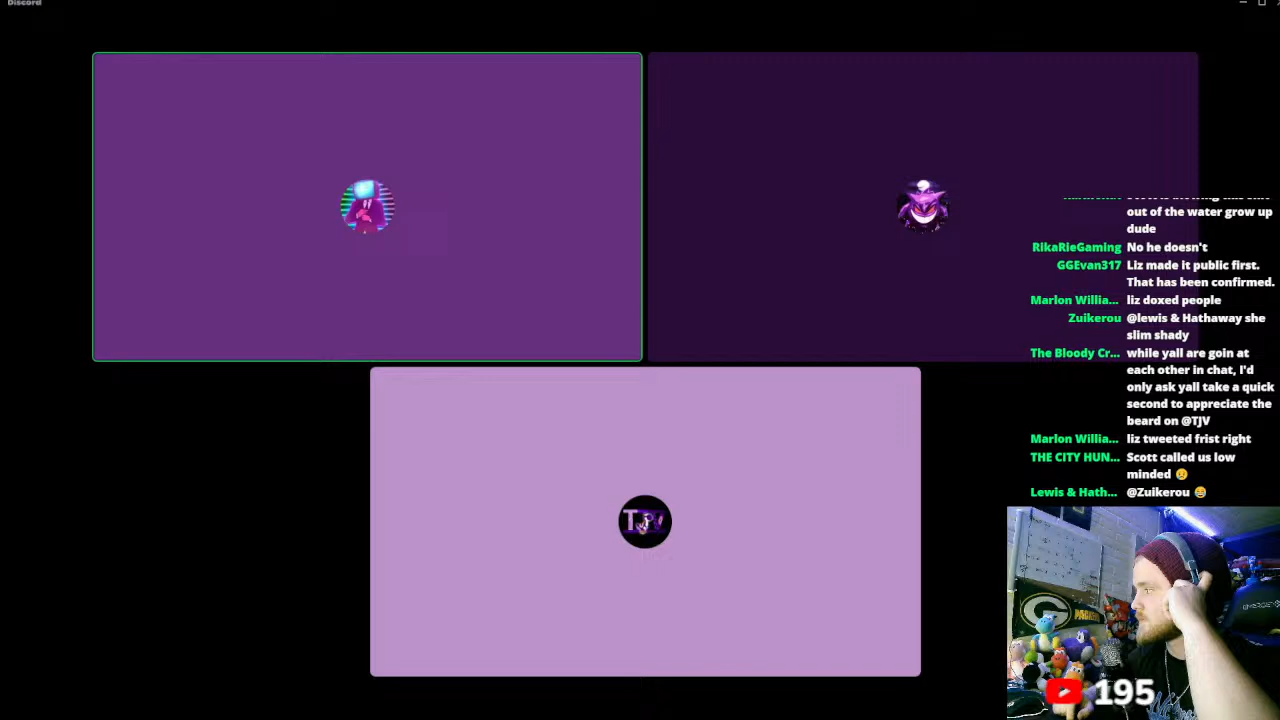 Discord
out of the water grow up
dude
RikaRieGaming No he doesn't
GGEvan317 Liz made it public first.
That has been confirmed.
Marlon Willia... liz doxed people
Zuikerou @lewis & Hathaway she
slim shady
The Bloody Cr... while yall are goin at
each other in chat, I'd
only ask yall take a quick
second to appreciate the
beard on @TJV
Marlon Willia... liz tweeted frist right
THE CITY HUN... Scott called us low
minded 😢
Lewis & Hath... @Zuikerou 😂
TJV
G
195